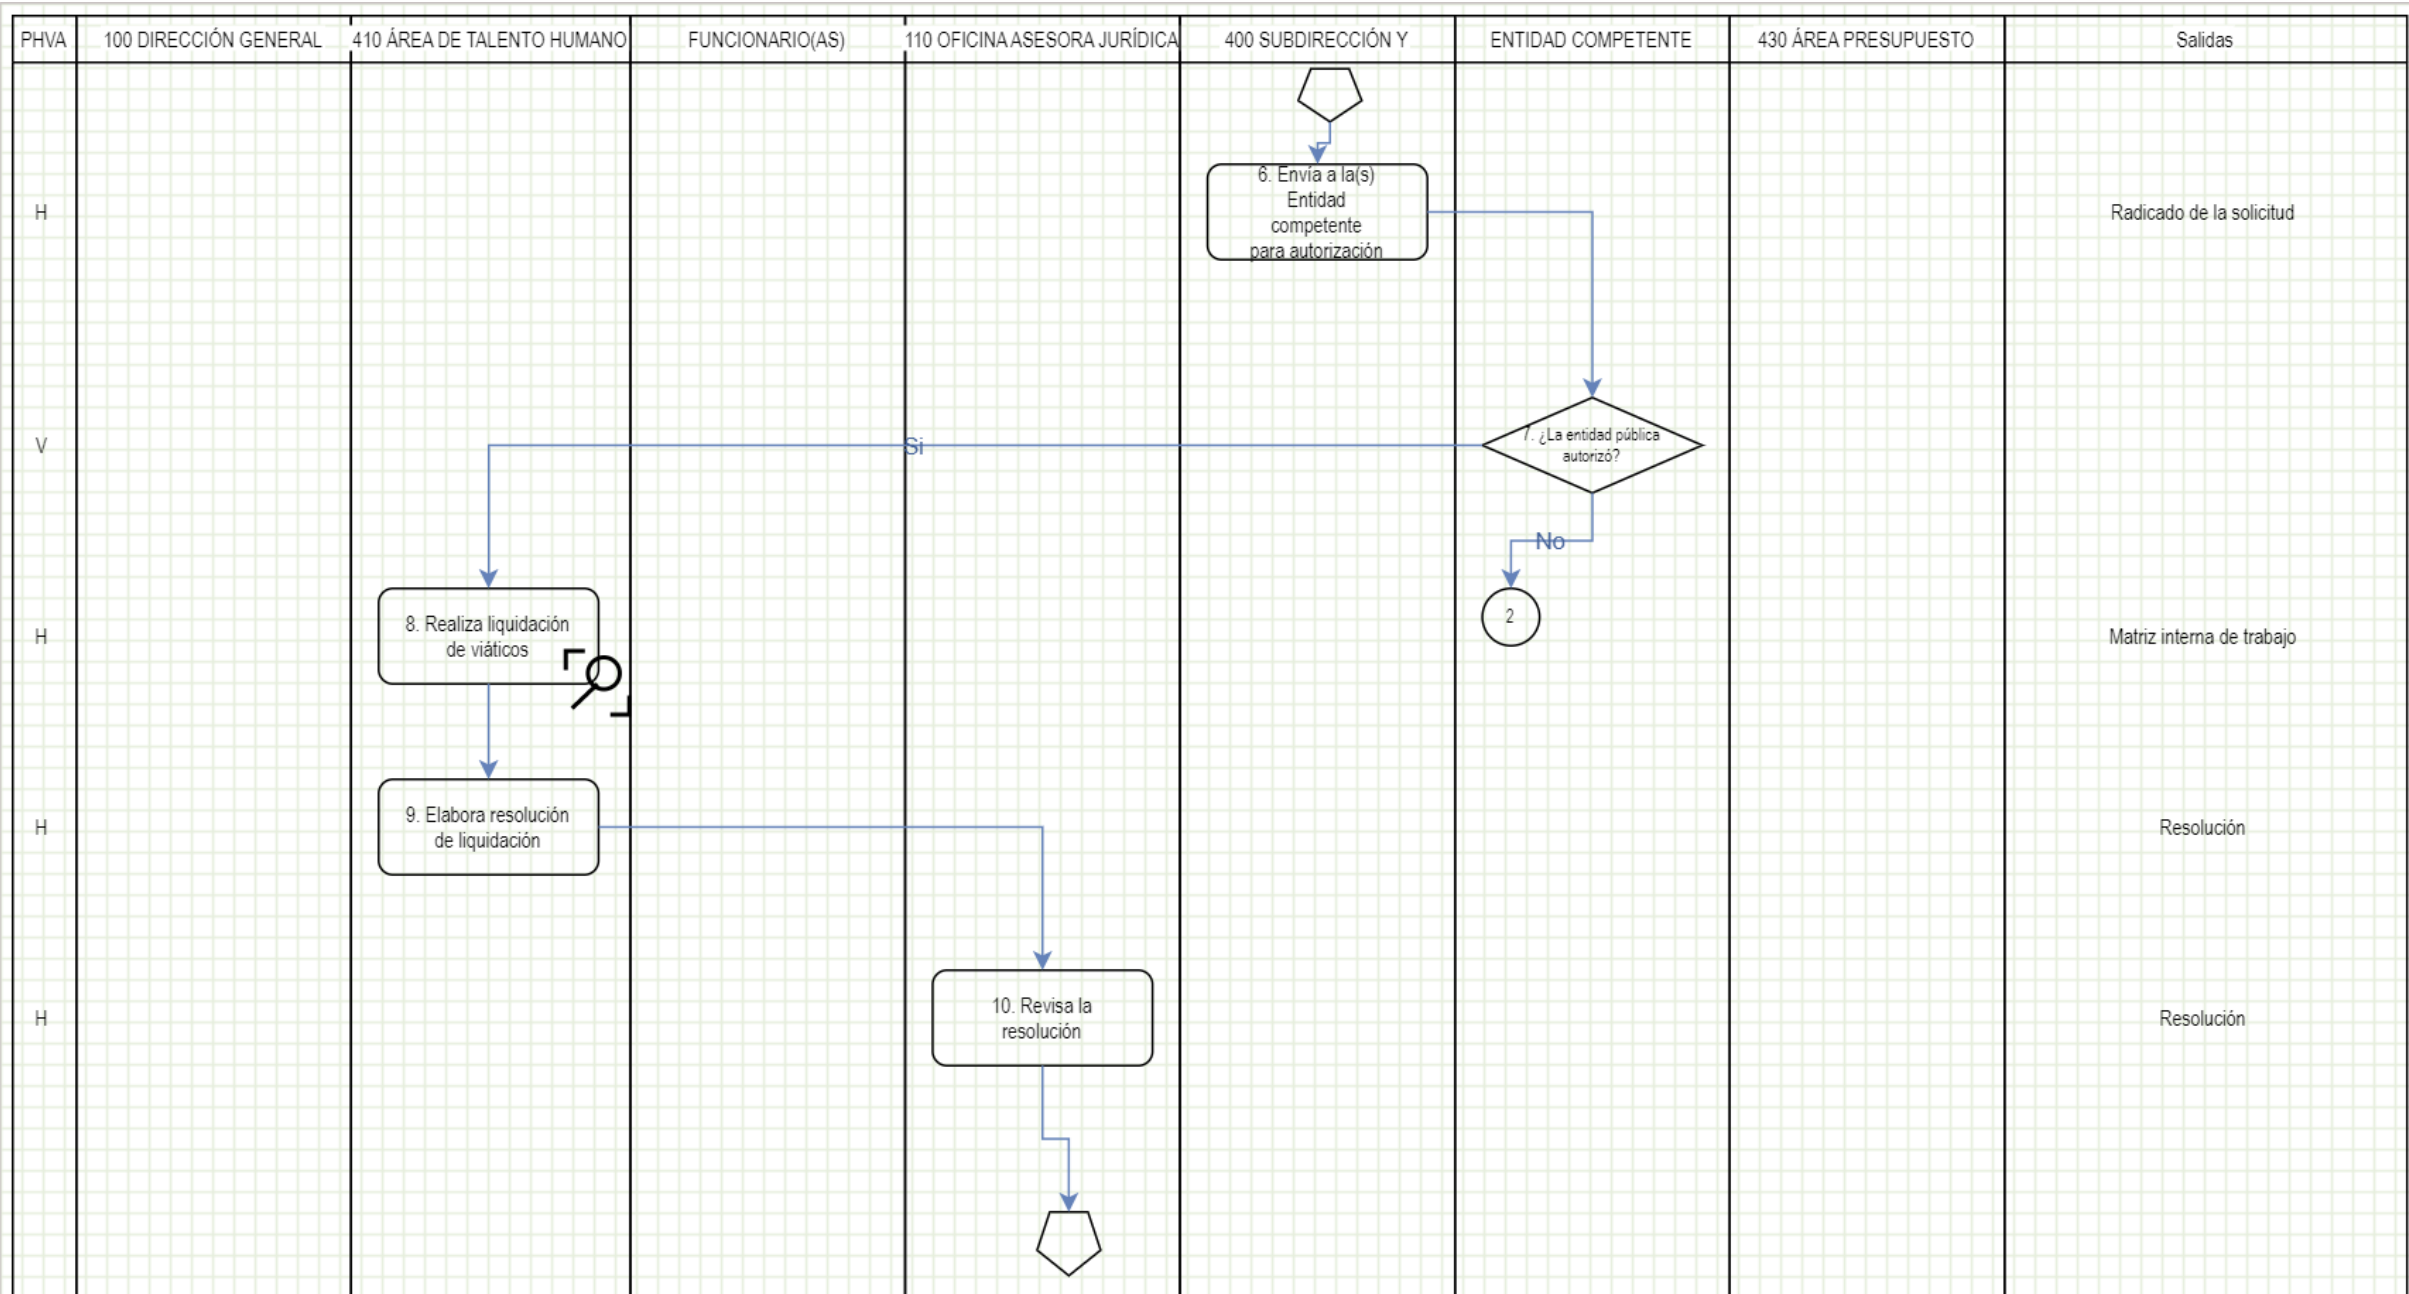 PHVA
100 DIRECCIÓN GENERAL
410 ÁREA DE TALENTO HUMANO
FUNCIONARIO(AS)
110 OFICINA ASESORA JURÍDICA
400 SUBDIRECCIÓN Y
ENTIDAD COMPETENTE
430 ÁREA PRESUPUESTO
Salidas
H
6. Envía a la(s)
Entidad
competente
para autorización
Radicado de la solicitud
V
Si
7. ¿La entidad pública
autorizó?
No
H
8. Realiza liquidación
de viáticos
2
Matriz interna de trabajo
H
9. Elabora resolución
de liquidación
Resolución
H
10. Revisa la
resolución
Resolución